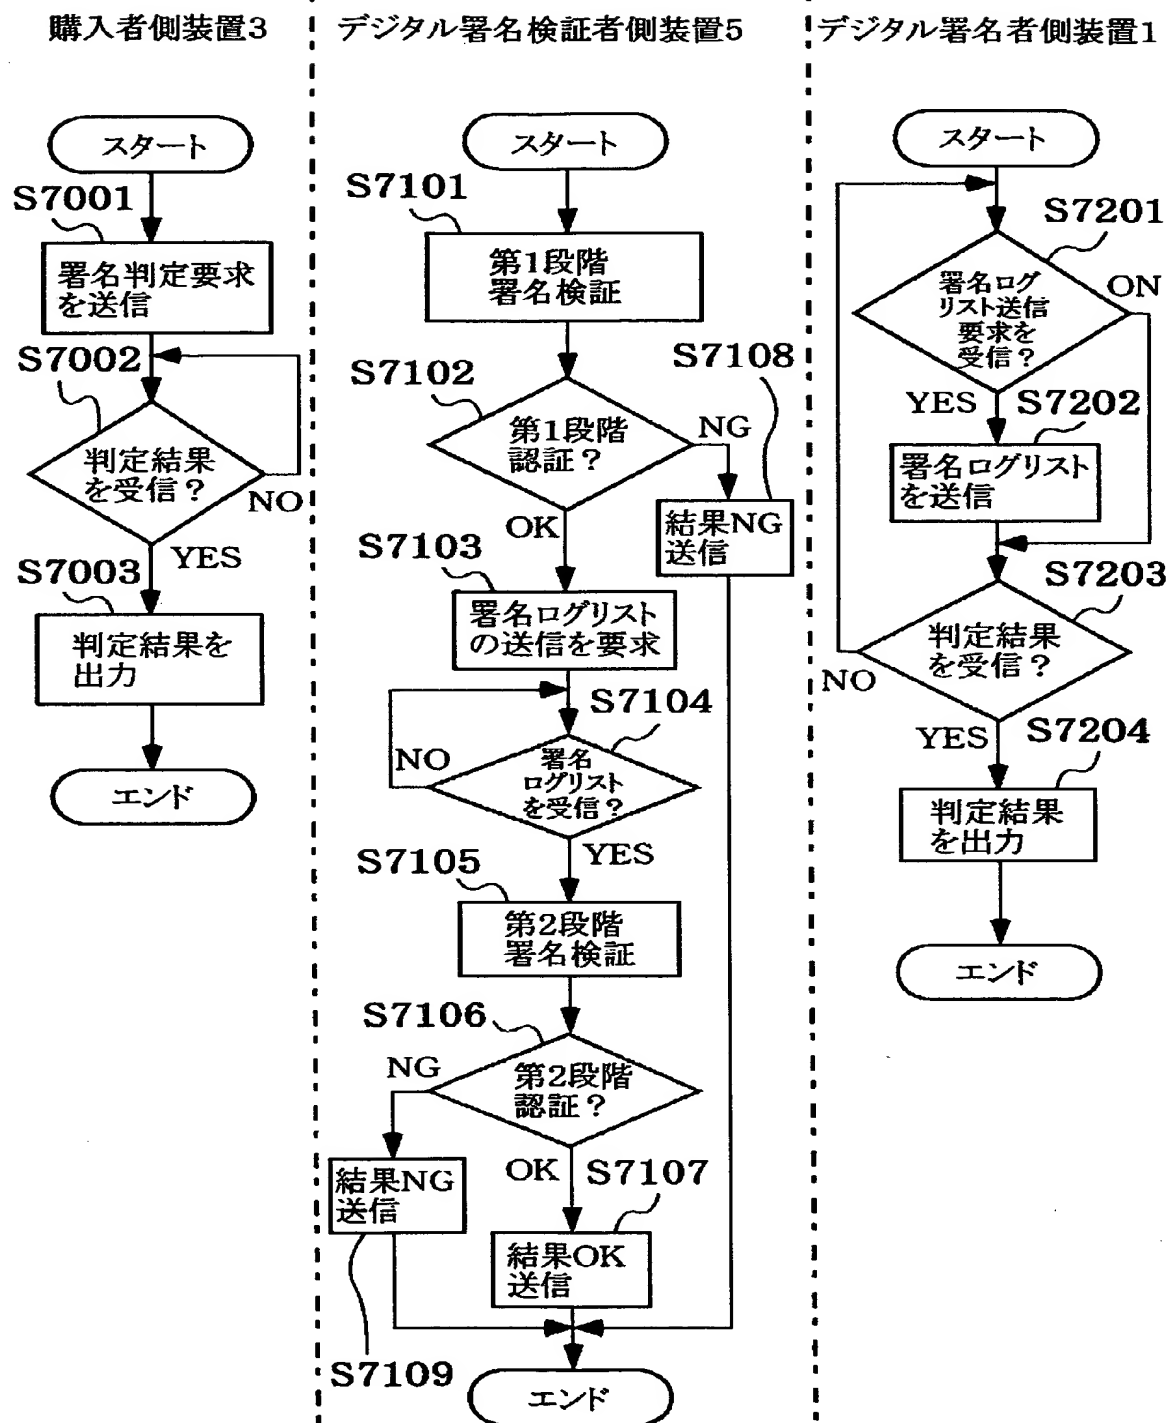 購入者側装置3
スタート
S7001
署名判定要求
を送信
S7002
判定結果
を受信?
NO
YES
S7003
判定結果を
出力
エンド
デジタル署名検証者側装置5
スタート
S7101
第1段階
署名検証
S7102
第1段階
認証?
NG
S7108
結果NG
送信
OK
S7103
署名ログリスト
の送信を要求
S7104
署名
ログリスト
を受信?
NO
YES
S7105
第2段階
署名検証
S7106
第2段階
認証?
NG
結果NG
送信
S7109
OK
S7107
結果OK
送信
エンド
デジタル署名者側装置1
スタート
S7201
署名ログ
リスト送信
要求を
受信?
ON
YES
S7202
署名ログリスト
を送信
S7203
判定結果
を受信?
NO
YES
S7204
判定結果
を出力
エンド